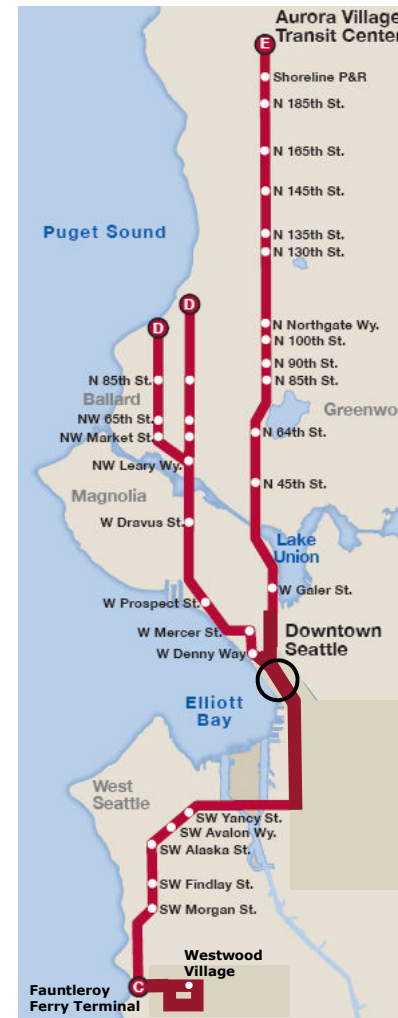 Aurora Village
Transit Center
E
Shoreline P&R
N 185th St.
N 165th St.
N 145th St.
Puget Sound
N 135th St.
N 130th St.
D
D
N Northgate Wy.
N 100th St.
N 90th St.
N 85th St.
N 85th St.
Ballard
Greenwo
NW 65th St.
NW Market St.
N 64th St.
NW Leary Wy.
N 45th St.
Magnolia
W Dravus St.
Lake
Union
W Galer St.
W Prospect St.
W Mercer St.
Downtown
Seattle
W Denny Way
Elliott
Bay
West
Seattle
SW Yancy St.
SW Avalon Wy.
SW Alaska St.
SW Findlay St.
SW Morgan St.
Westwood
Village
C
Fauntleroy
Ferry Terminal